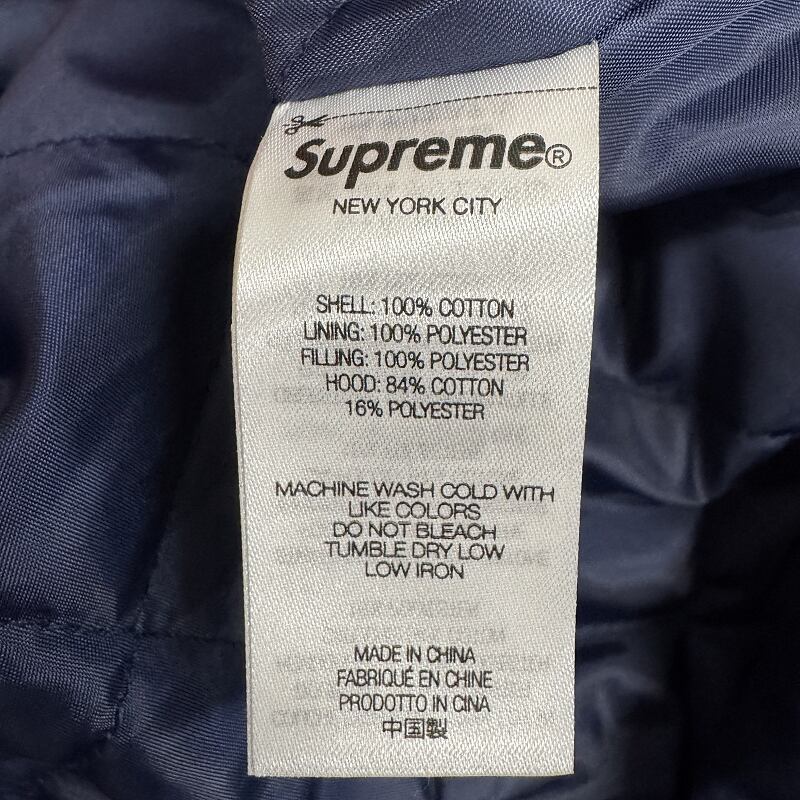 Supreme®
NEW YORK CITY
SHELL: 100% COTTON
LINING: 100% POLYESTER
FILLING: 100% POLYESTER
HOOD: 84% COTTON
16% POLYESTER
MACHINE WASH COLD WITH
LIKE COLORS
DO NOT BLEACH
TUMBLE DRY LOW
LOW IRON
MADE IN CHINA
FABRIQUÉ EN CHINE
PRODOTTO IN CINA
中国製